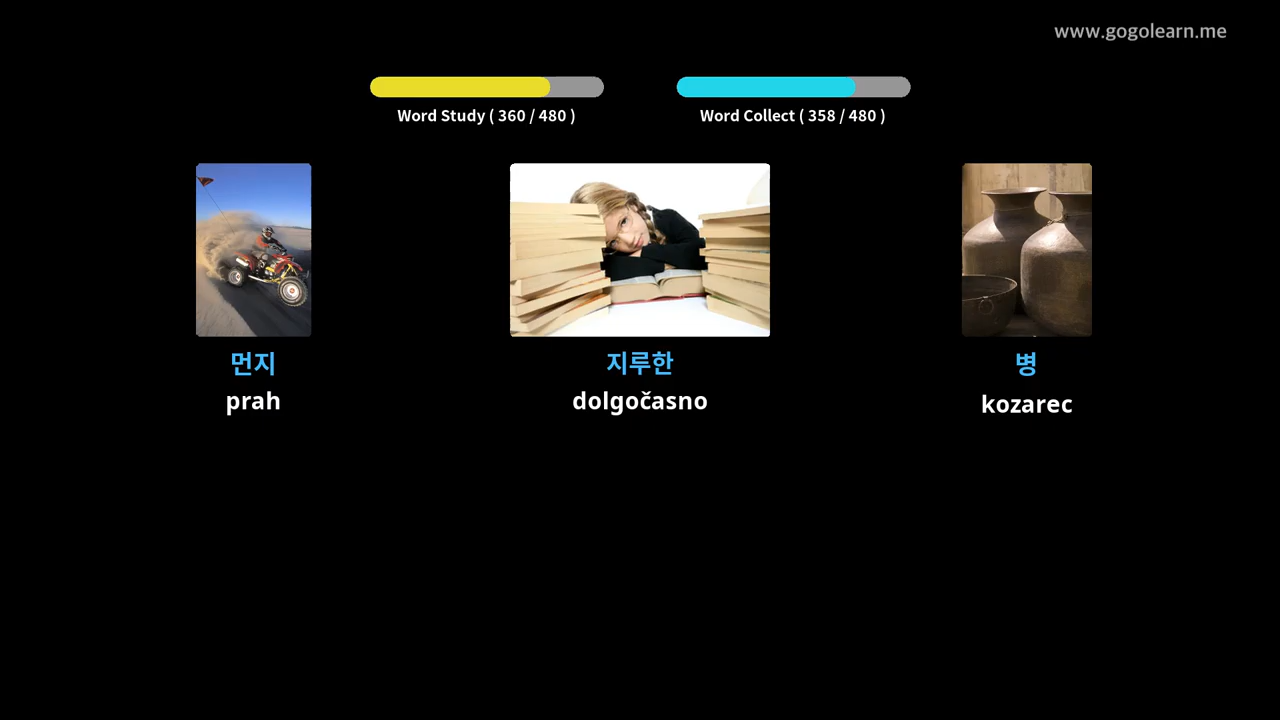 www.gogolearn.me
Word Study ( 360 / 480 )
Word Collect ( 358 / 480 )
먼지
prah
지루한
dolgočasno
병
kozarec